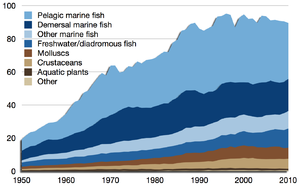 100
80
60
40
20
0
Pelagic marine fish
Demersal marine fish
Other marine fish
Freshwater/diadromous fish
Molluscs
Crustaceans
Aquatic plants
Other
1950 1960 1970 1980 1990 2000 2010